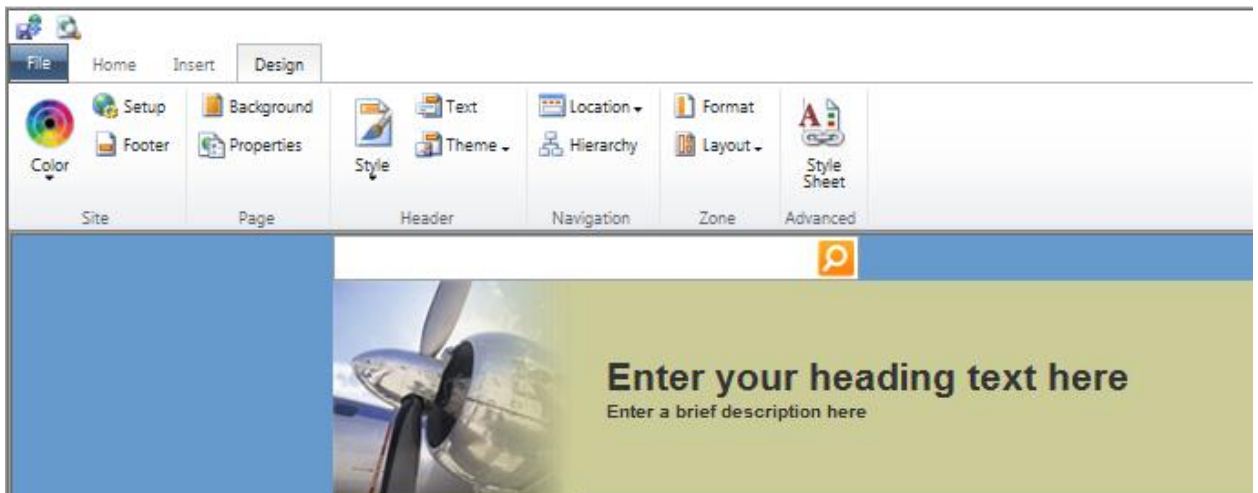 File Home Insert Design
Setup Background Text Location Format
Footer Properties Theme Hierarchy Layout
Color Style Style
Sheet
Site Page Header Navigation Zone Advanced
Enter your heading text here
Enter a brief description here